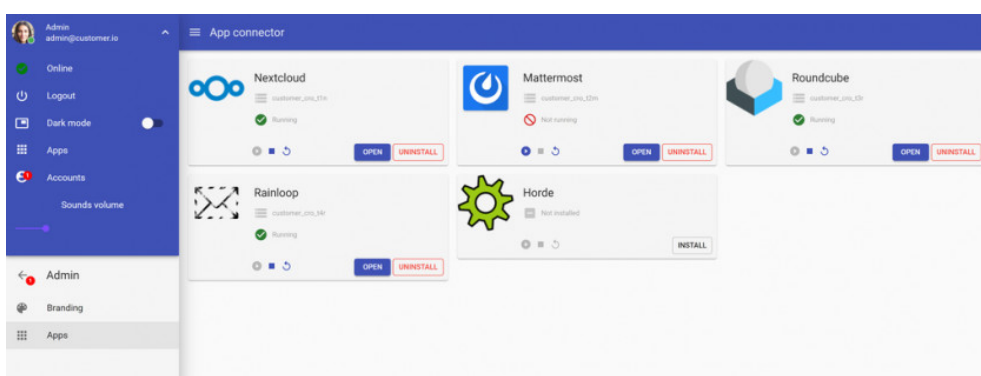 Admin
admin@customer.io
App connector
Online
Logout
Dark mode
Apps
Accounts
Sounds volume
Admin
Branding
Apps
Nextcloud
Running
OPEN
UNINSTALL
Mattermost
Not running
OPEN
UNINSTALL
Roundcube
Running
OPEN
UNINSTALL
Rainloop
Running
OPEN
UNINSTALL
Horde
Not installed
INSTALL